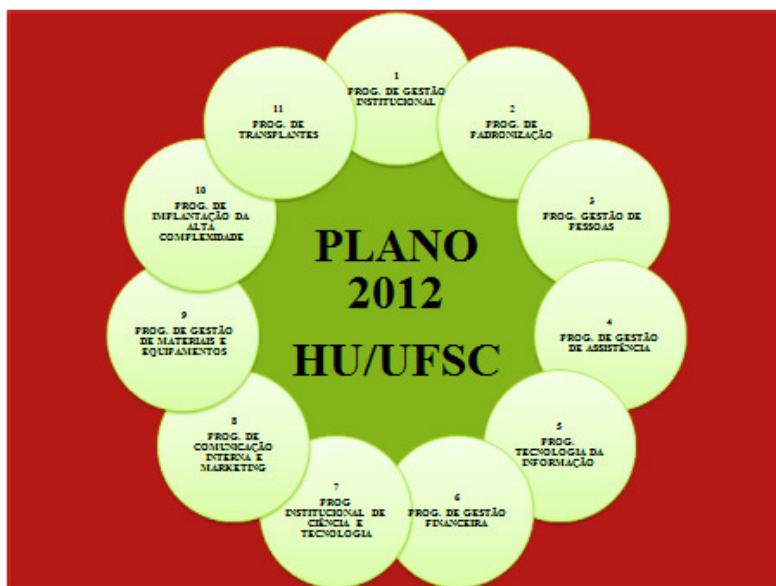 1
PROG. DE GESTÃO
INSTITUCIONAL
2
PROG. DE
PADRONIZAÇÃO
3
PROG. GESTÃO DE
PESSOAS
4
PROG. DE GESTÃO
DE ASSISTÊNCIA
5
PROG.
TECNOLOGIA DA
INFORMAÇÃO
6
PROG. DE GESTÃO
FINANCEIRA
7
PROG
INSTITUCIONAL DE
CIÊNCIA E
TECNOLOGIA
8
PROG. DE
COMUNICAÇÃO
INTERNA E
MARKETING
9
PROG. DE GESTÃO
DE MATERIAIS E
EQUIPAMENTOS
10
PROG. DE
IMPLANTAÇÃO DA
ALTA
COMPLEXIDADE
11
PROG. DE
TRANSPLANTES
PLANO
2012
HU/UFSC